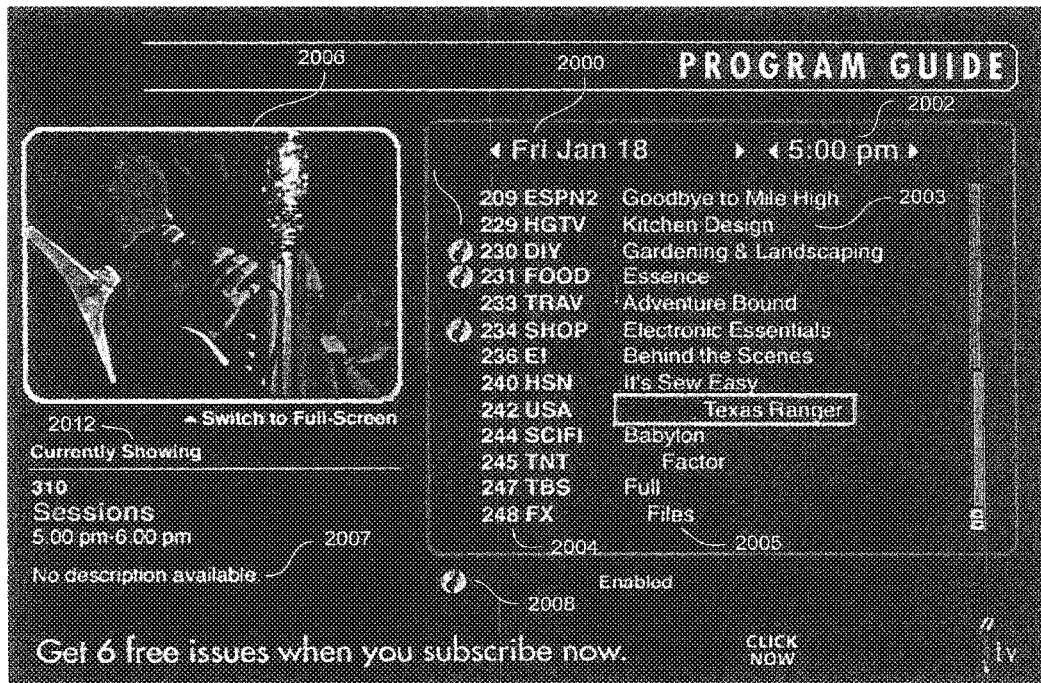 2006
2000
PROGRAM GUIDE
2002
Fri Jan 18
5:00 pm
209 ESPN2 Goodbye to Mile High
2003
229 HGTV Kitchen Design
230 DIY Gardening & Landscaping
231 FOOD Essence
233 TRAV Adventure Bound
234 SHOP Electronic Essentials
236 EI Behind the Scenes
240 HSN It's Sew Easy
242 USA Texas Ranger
244 SCIFI Babylon
245 TNT Factor
247 TBS Full
248 FX Files
2004
2005
Switch to Full-Screen
2012
Currently Showing
310
Sessions
5:00 pm-6:00 pm
2007
No description available
Enabled
2008
Get 6 free issues when you subscribe now.
CLICK
NOW
tv